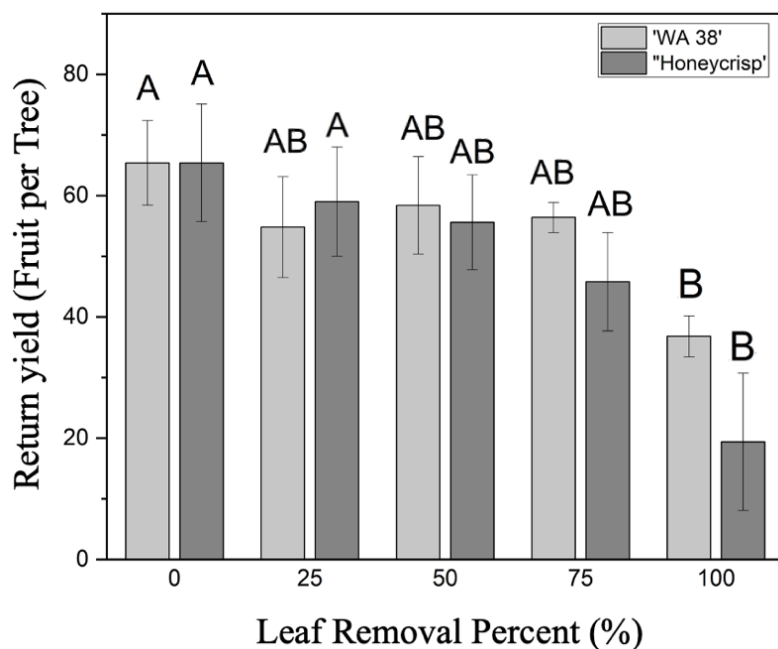 'WA 38'
"Honeycrisp'
Return yield (Fruit per Tree)
80
60
40
20
0
A A
AB A
AB AB
AB AB
B B
0 25 50 75 100
Leaf Removal Percent (%)